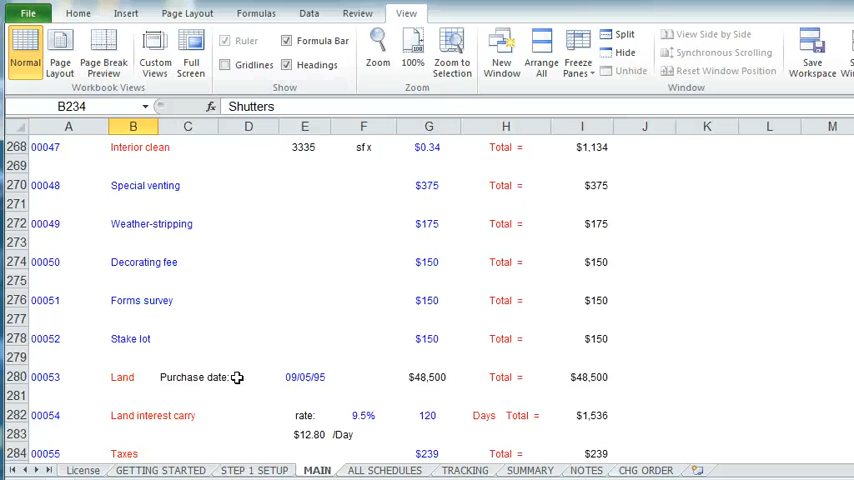 File Home Insert Page Layout Formulas Data Review View
Normal Page Layout Page Break Preview Custom Views Full Screen
Ruler Formula Bar
Gridlines Headings
Zoom 100% Zoom to Selection
New Window Arrange All Freeze Panes
Split
Hide
Unhide
View Side by Side
Synchronous Scrolling
Reset Window Position
Save Workspace
Workbook Views Show Zoom Window
B234 fx Shutters
A B C D E F G H I J K L M
268 00047 Interior clean 3335 sf x $0.34 Total = $1,134
269
270 00048 Special venting $375 Total = $375
271
272 00049 Weather-stripping $175 Total = $175
273
274 00050 Decorating fee $150 Total = $150
275
276 00051 Forms survey $150 Total = $150
277
278 00052 Stake lot $150 Total = $150
279
280 00053 Land Purchase date: 09/05/95 $48,500 Total = $48,500
281
282 00054 Land interest carry rate: 9.5% 120 Days Total = $1,536
283 $12.80 /Day
284 00055 Taxes $239 Total = $239
License GETTING STARTED STEP 1 SETUP MAIN ALL SCHEDULES TRACKING SUMMARY NOTES CHG ORDER